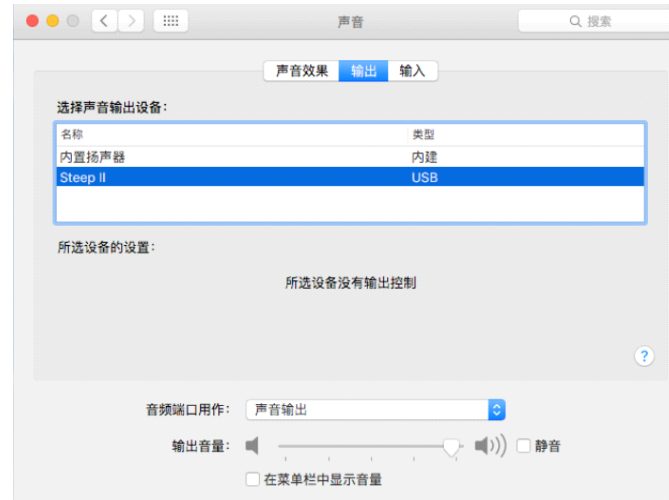 声音
搜索
声音效果 输出 输入
选择声音输出设备：
名称 类型
内置扬声器 内建
Steep II USB
所选设备的设置：
所选设备没有输出控制
?
音频端口用作： 声音输出
输出音量： 静音
在菜单栏中显示音量